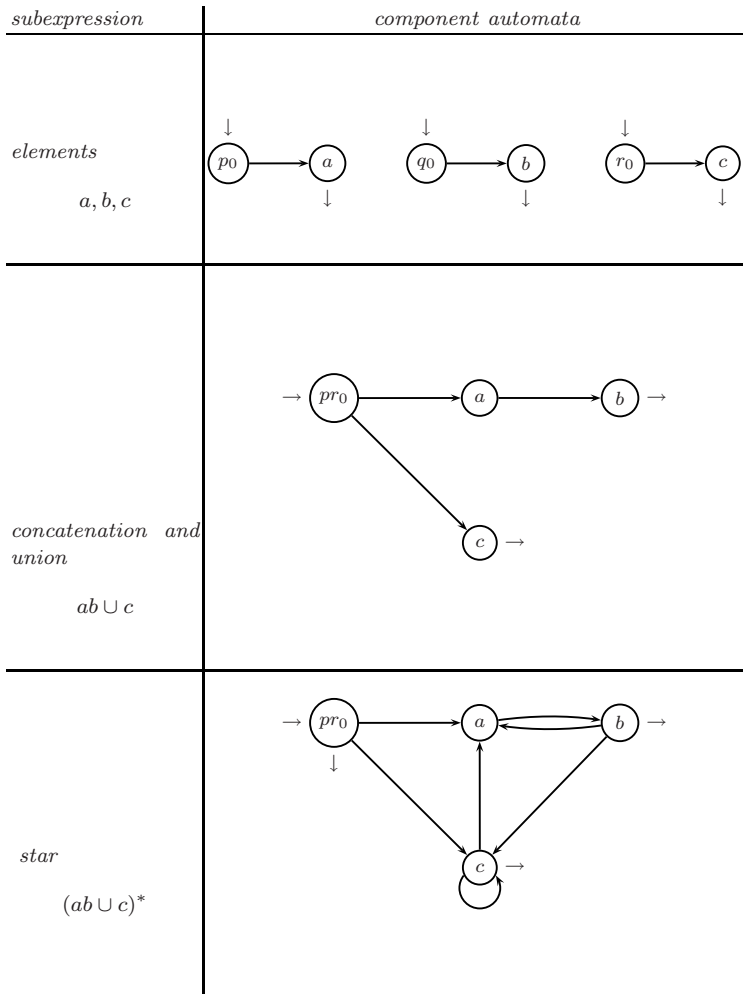 subexpression component automata
elements
↓ ↓ ↓
p₀ a q₀ b r₀ c
a, b, c
↓ ↓ ↓
→ pr₀ a b →
c →
concatenation and
union
ab ∪ c
→ pr₀ a b →
↓
c →
star
(ab ∪ c)*